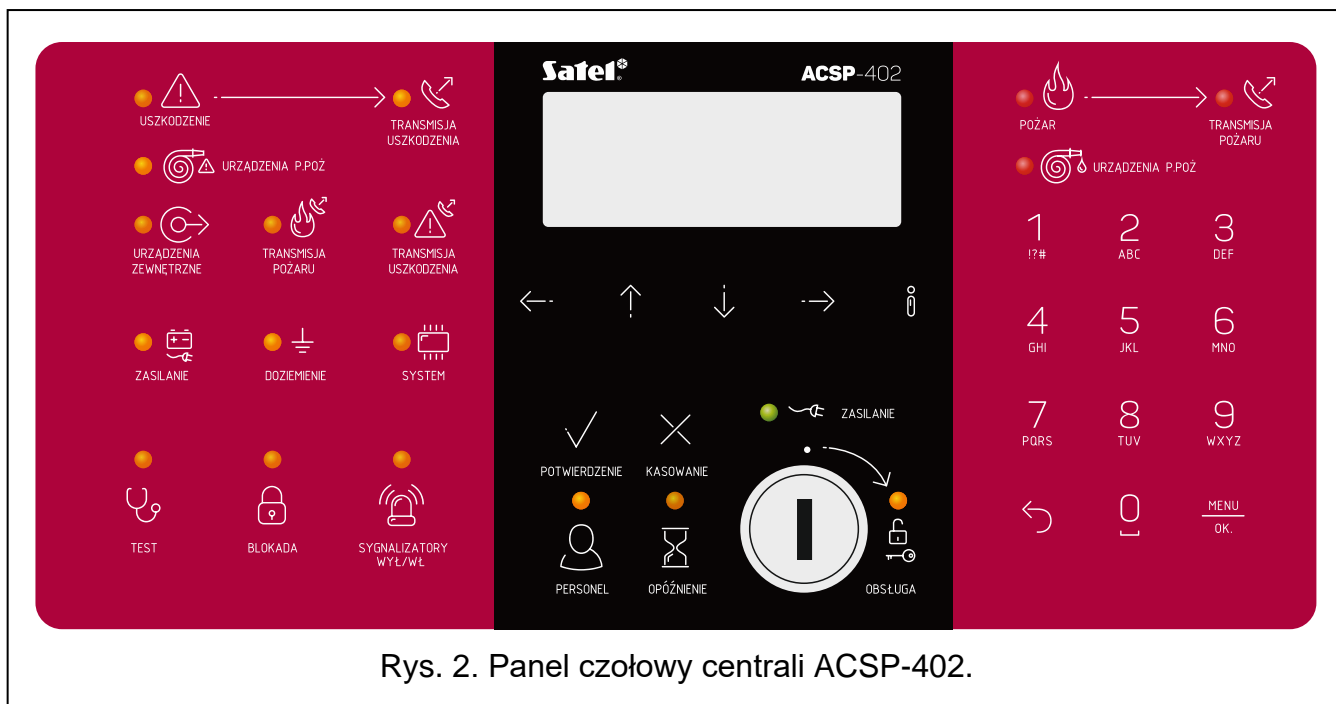 Satel®
ACSP-402
USZKODZENIE
TRANSMISJA
USZKODZENIA
URZĄDZENIA P.POŻ
URZĄDZENIA
ZEWNĘTRZNE
TRANSMISJA
POŻARU
TRANSMISJA
USZKODZENIA
ZASILANIE
DOZIEMIENIE
SYSTEM
TEST
BLOKADA
SYGNALIZATORY
WYŁ/WŁ
POTWIERDZENIE
KASOWANIE
ZASILANIE
PERSONEL
OPÓŹNIENIE
OBSŁUGA
POŻAR
TRANSMISJA
POŻARU
URZĄDZENIA P.POŻ
1
!?#
2
ABC
3
DEF
4
GHI
5
JKL
6
MNO
7
PQRS
8
TUV
9
WXYZ
0
MENU
OK.
Rys. 2. Panel czołowy centrali ACSP-402.